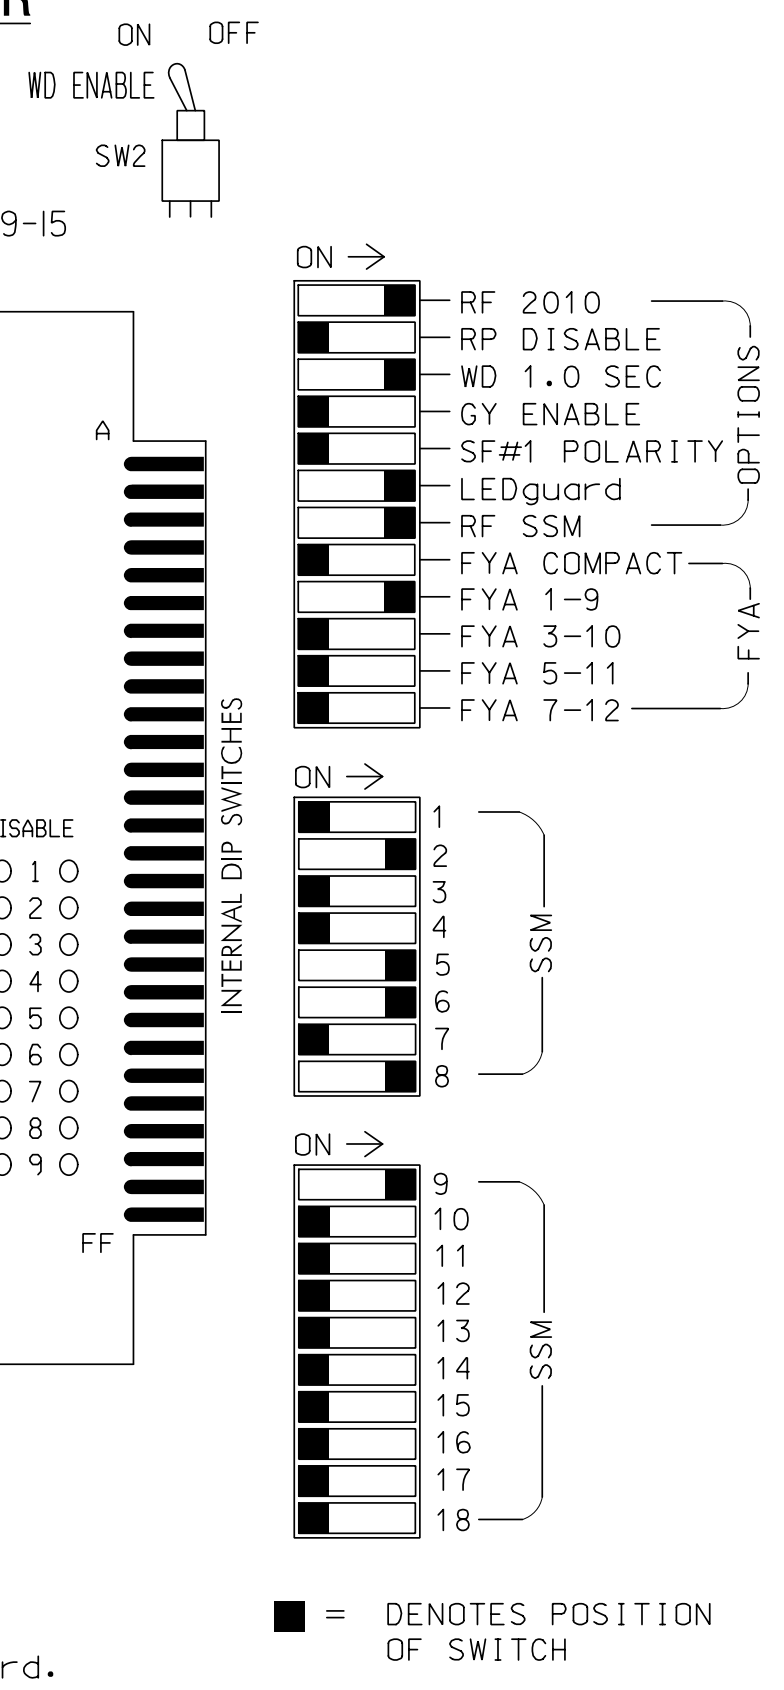 ON OFF
WD ENABLE
SW2
9-15
ON →
RF 2010
RP DISABLE
WD 1.0 SEC
GY ENABLE
SF#1 POLARITY
LEDguard
RF SSM
OPTIONS
FYA COMPACT
FYA 1-9
FYA 3-10
FYA 5-11
FYA 7-12
FYA
A
FF
INTERNAL DIP SWITCHES
ISABLE
1
2
3
4
5
6
7
8
9
ON →
1
2
3
4
5
6
7
8
SSM
ON →
9
10
11
12
13
14
15
16
17
18
SSM
= DENOTES POSITION
OF SWITCH
rd.